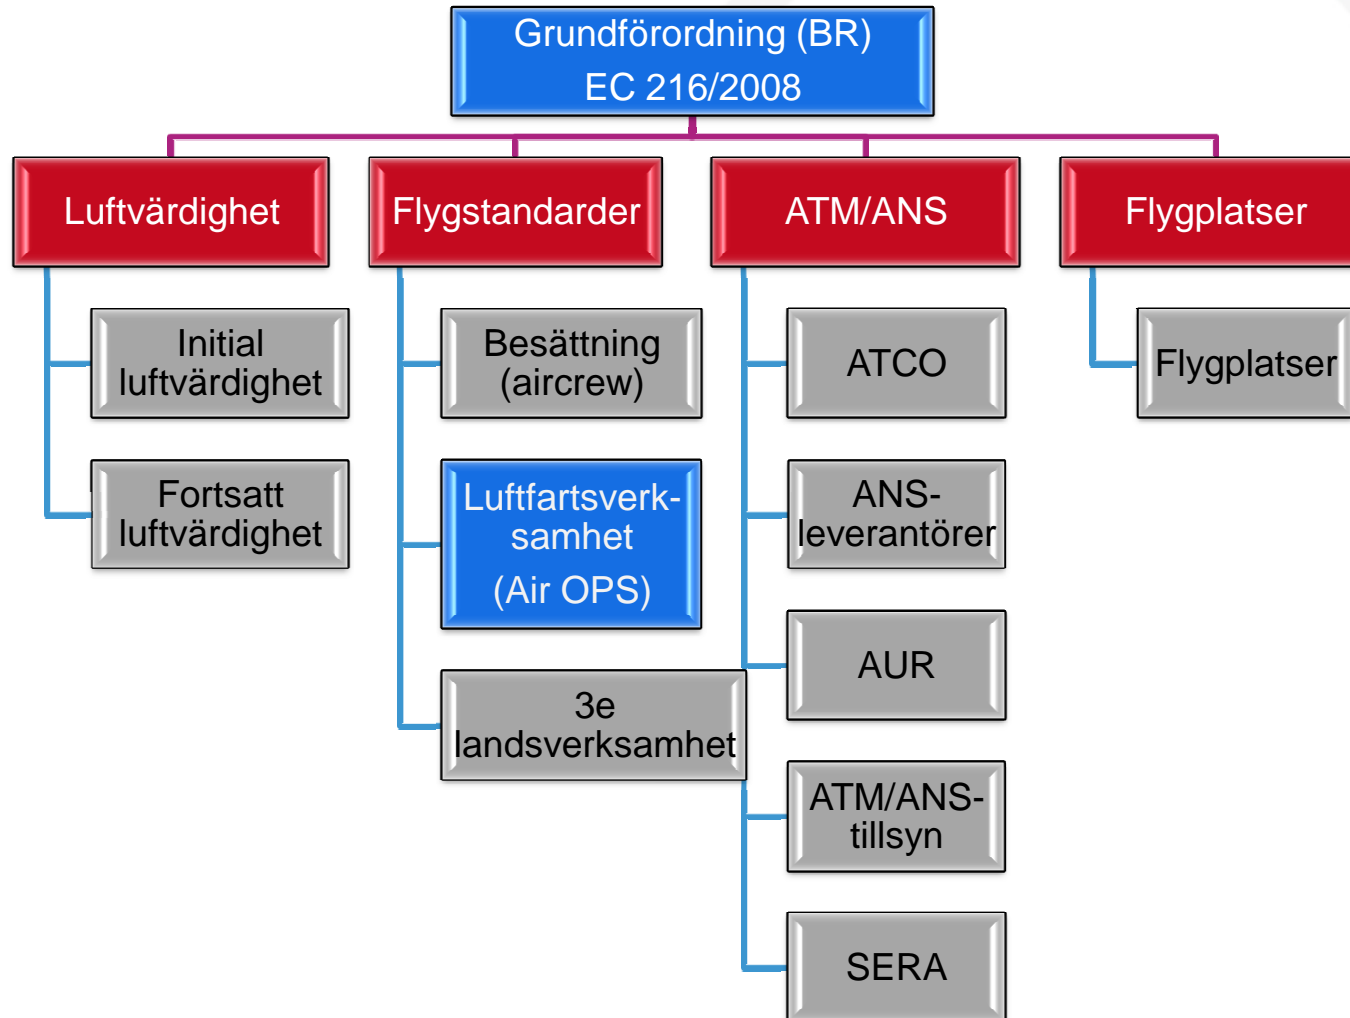 Grundförordning (BR)
EC 216/2008
Luftvärdighet
Flygstandarder
ATM/ANS
Flygplatser
Initial
luftvärdighet
Fortsatt
luftvärdighet
Besättning
(aircrew)
Luftfartsverk-
samhet
(Air OPS)
3e
landsverksamhet
ATCO
ANS-
leverantörer
AUR
ATM/ANS-
tillsyn
SERA
Flygplatser